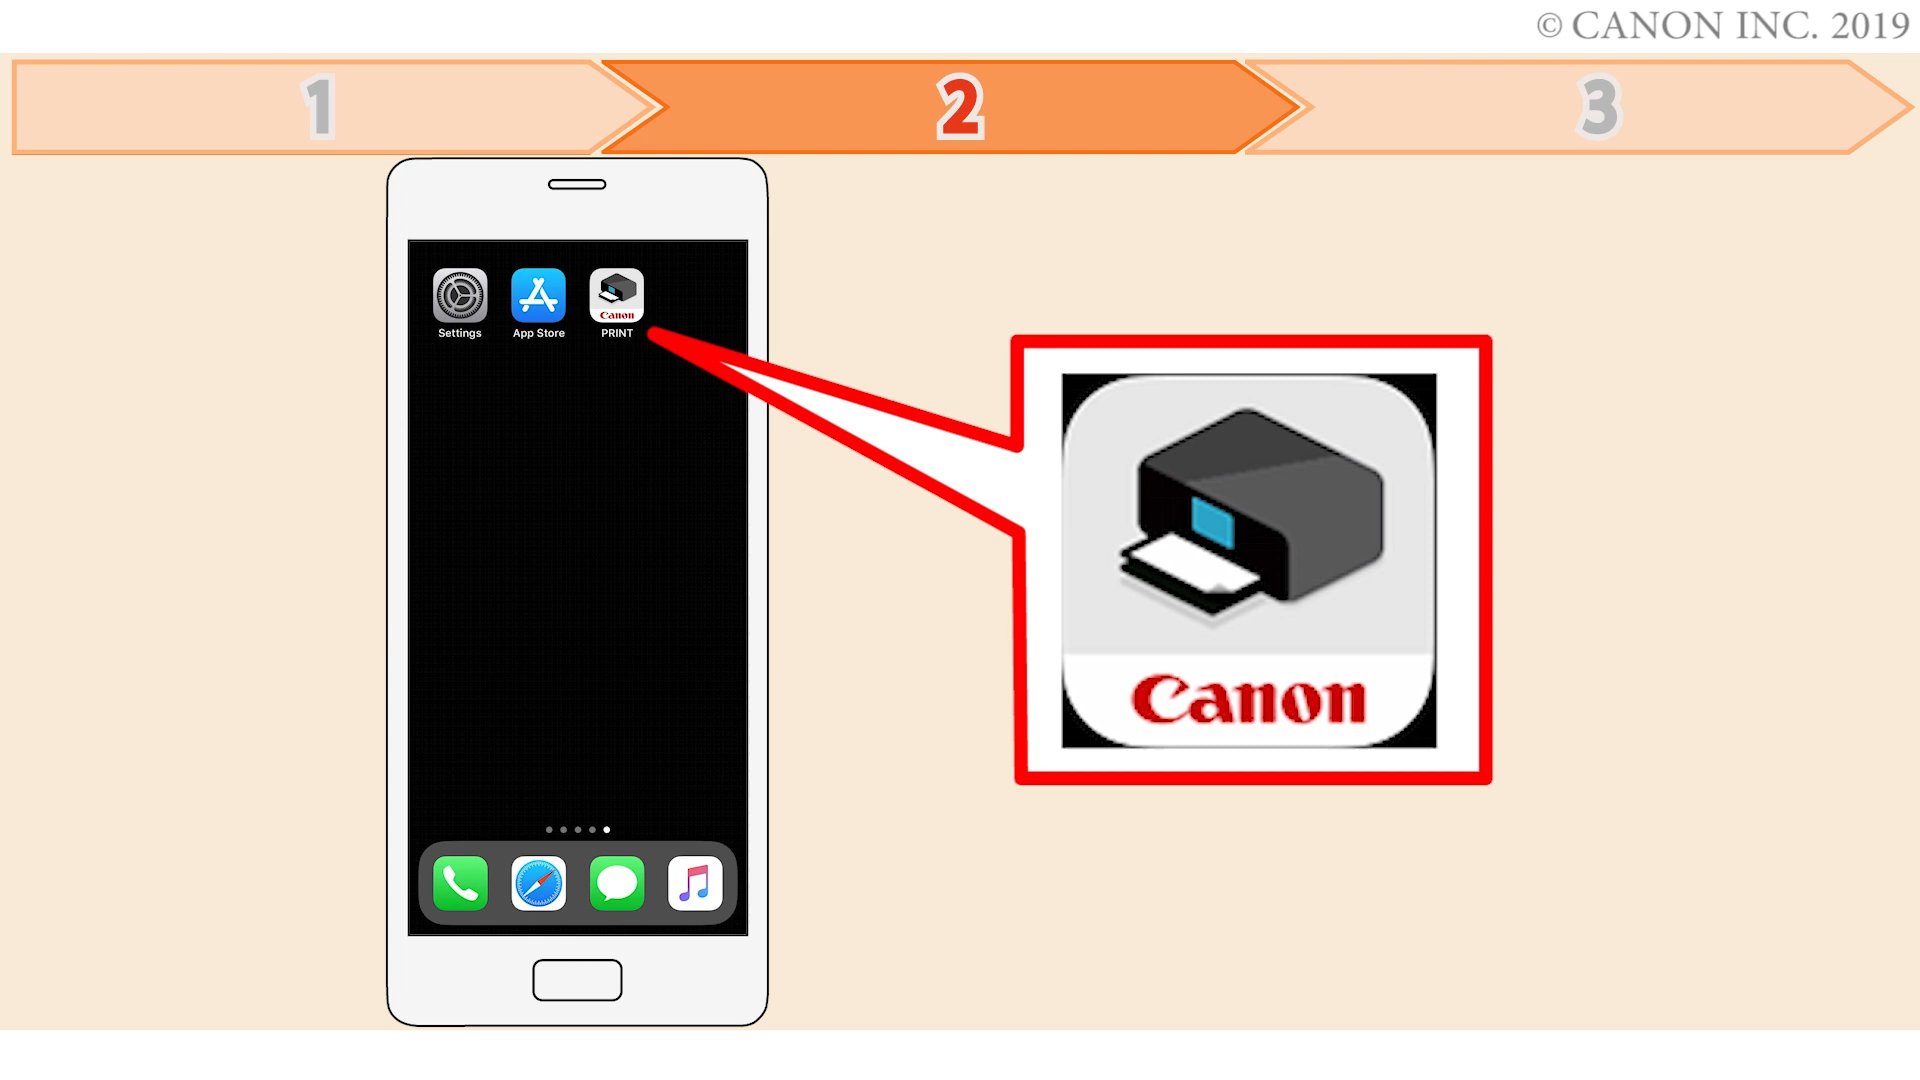 © CANON INC. 2019
1
2
3
Settings
App Store
Canon
PRINT
Canon